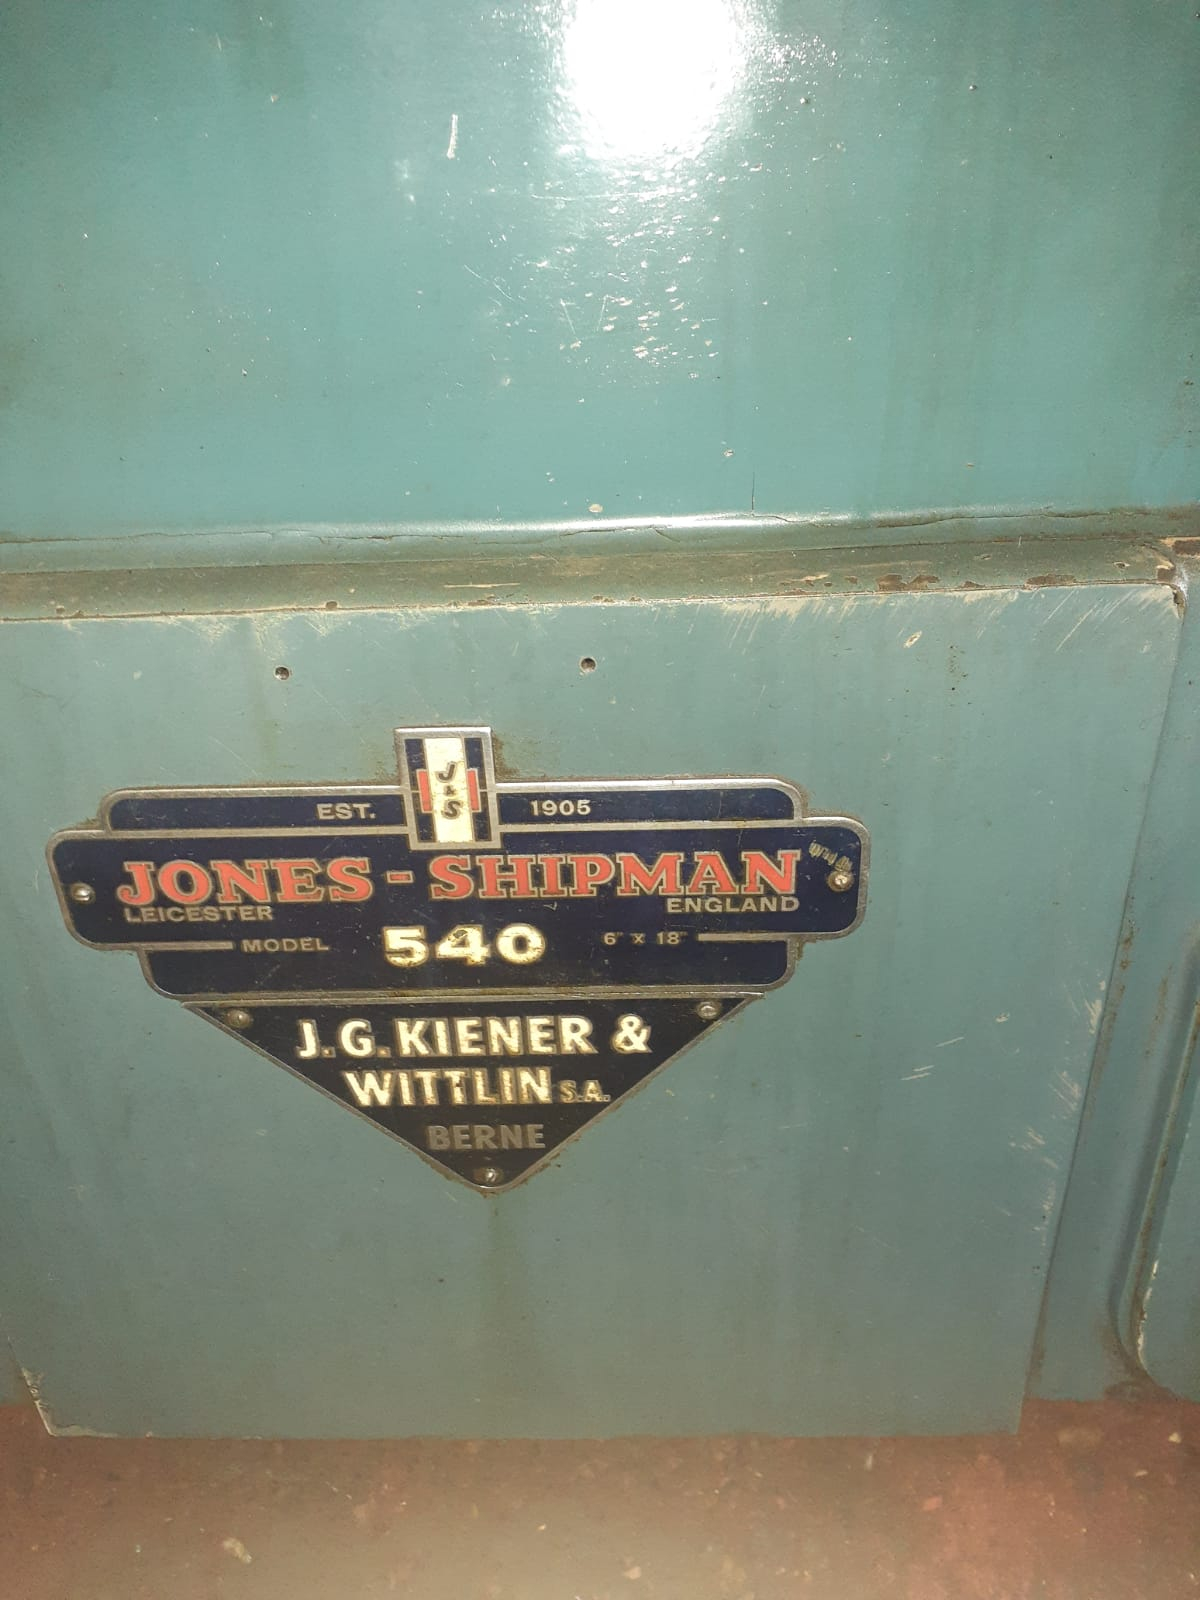 J
&
S
EST. 1905
JONES - SHIPMAN
LEICESTER ENGLAND
MODEL 540 6" X 18"
J. G. KIENER &
WITTLIN S.A.
BERNE